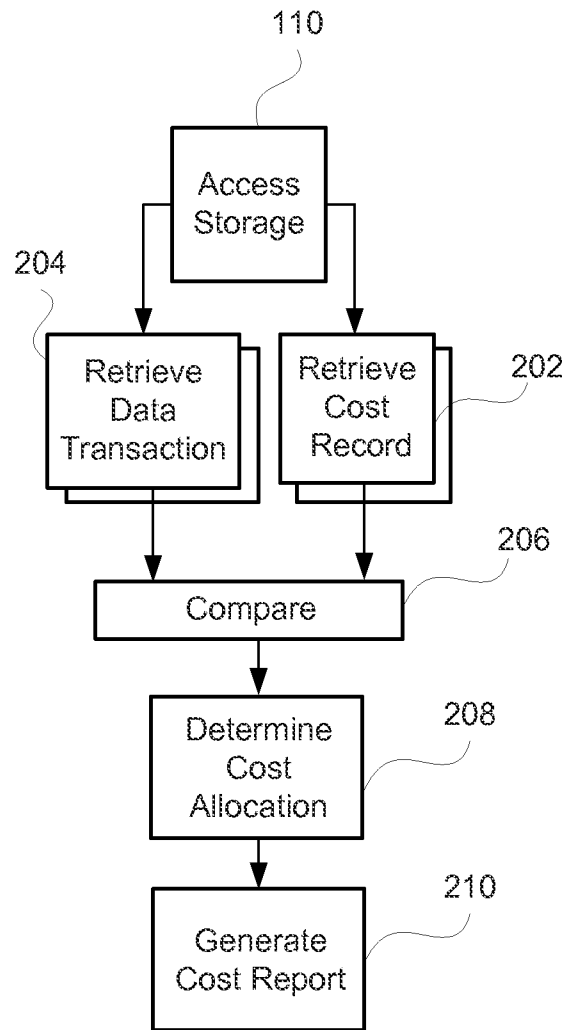 110
Access
Storage
204
Retrieve
Data
Transaction
Retrieve
Cost
Record
202
206
Compare
Determine
Cost
Allocation
208
210
Generate
Cost Report